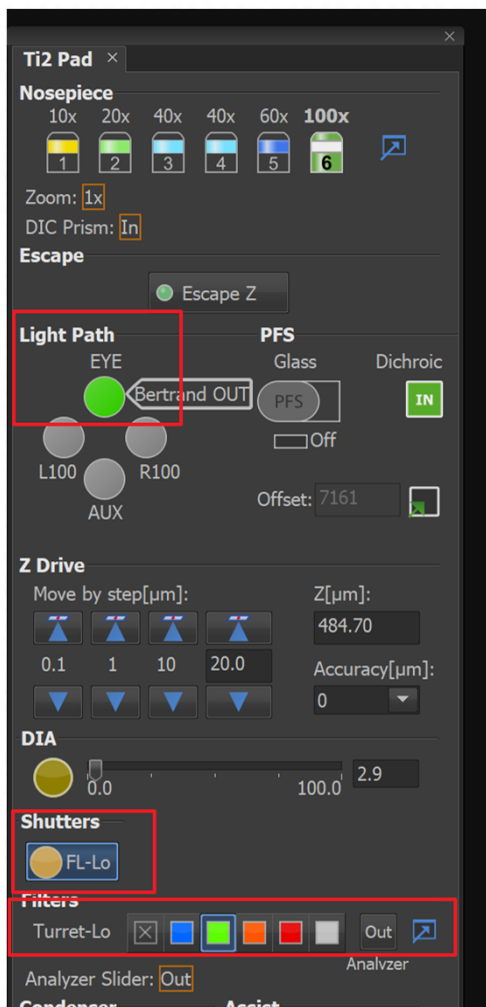 Ti2 Pad
Nosepiece
10x 20x 40x 40x 60x 100x
1 2 3 4 5 6
Zoom: 1x
DIC Prism: In
Escape
Escape Z
Light Path PFS
EYE Glass Dichroic
Bertrand OUT PFS IN
Off
L100 R100
AUX
Offset: 7161
Z Drive
Move by step[µm]: Z[µm]:
484.70
0.1 1 10 20.0
Accuracy[µm]:
0
DIA
0.0 100.0 2.9
Shutters
FL-Lo
Filters
Turret-Lo Out
Analyzer
Analyzer Slider: Out
Condenser Assist